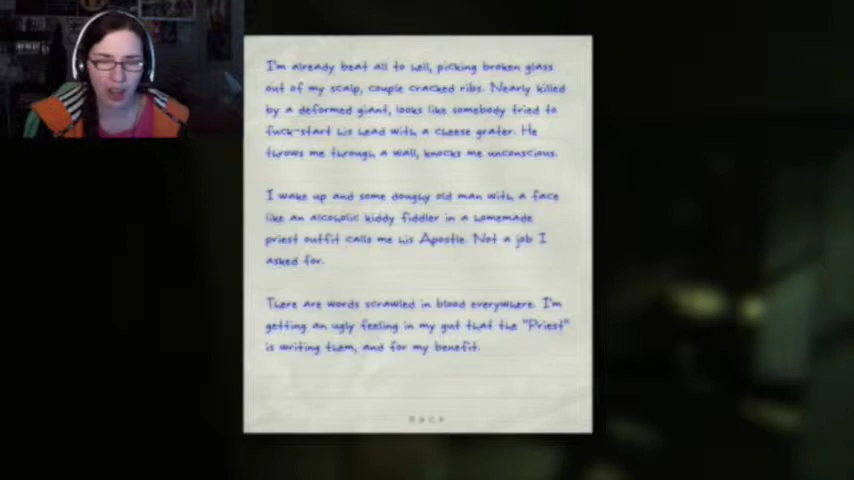 I'm already beat all to hell, picking broken glass
out of my scalp, couple cracked ribs. Nearly killed
by a deformed giant, looks like somebody tried to
fuck-start his head with a cheese grater. He
throws me through a wall, knocks me unconscious.
I wake up and some doughy old man with a face
like an alcoholic kiddy fiddler in a homemade
priest outfit calls me his Apostle. Not a job I
asked for.
There are words scrawled in blood everywhere. I'm
getting an ugly feeling in my gut that the "Priest"
is writing them, and for my benefit.
BACK